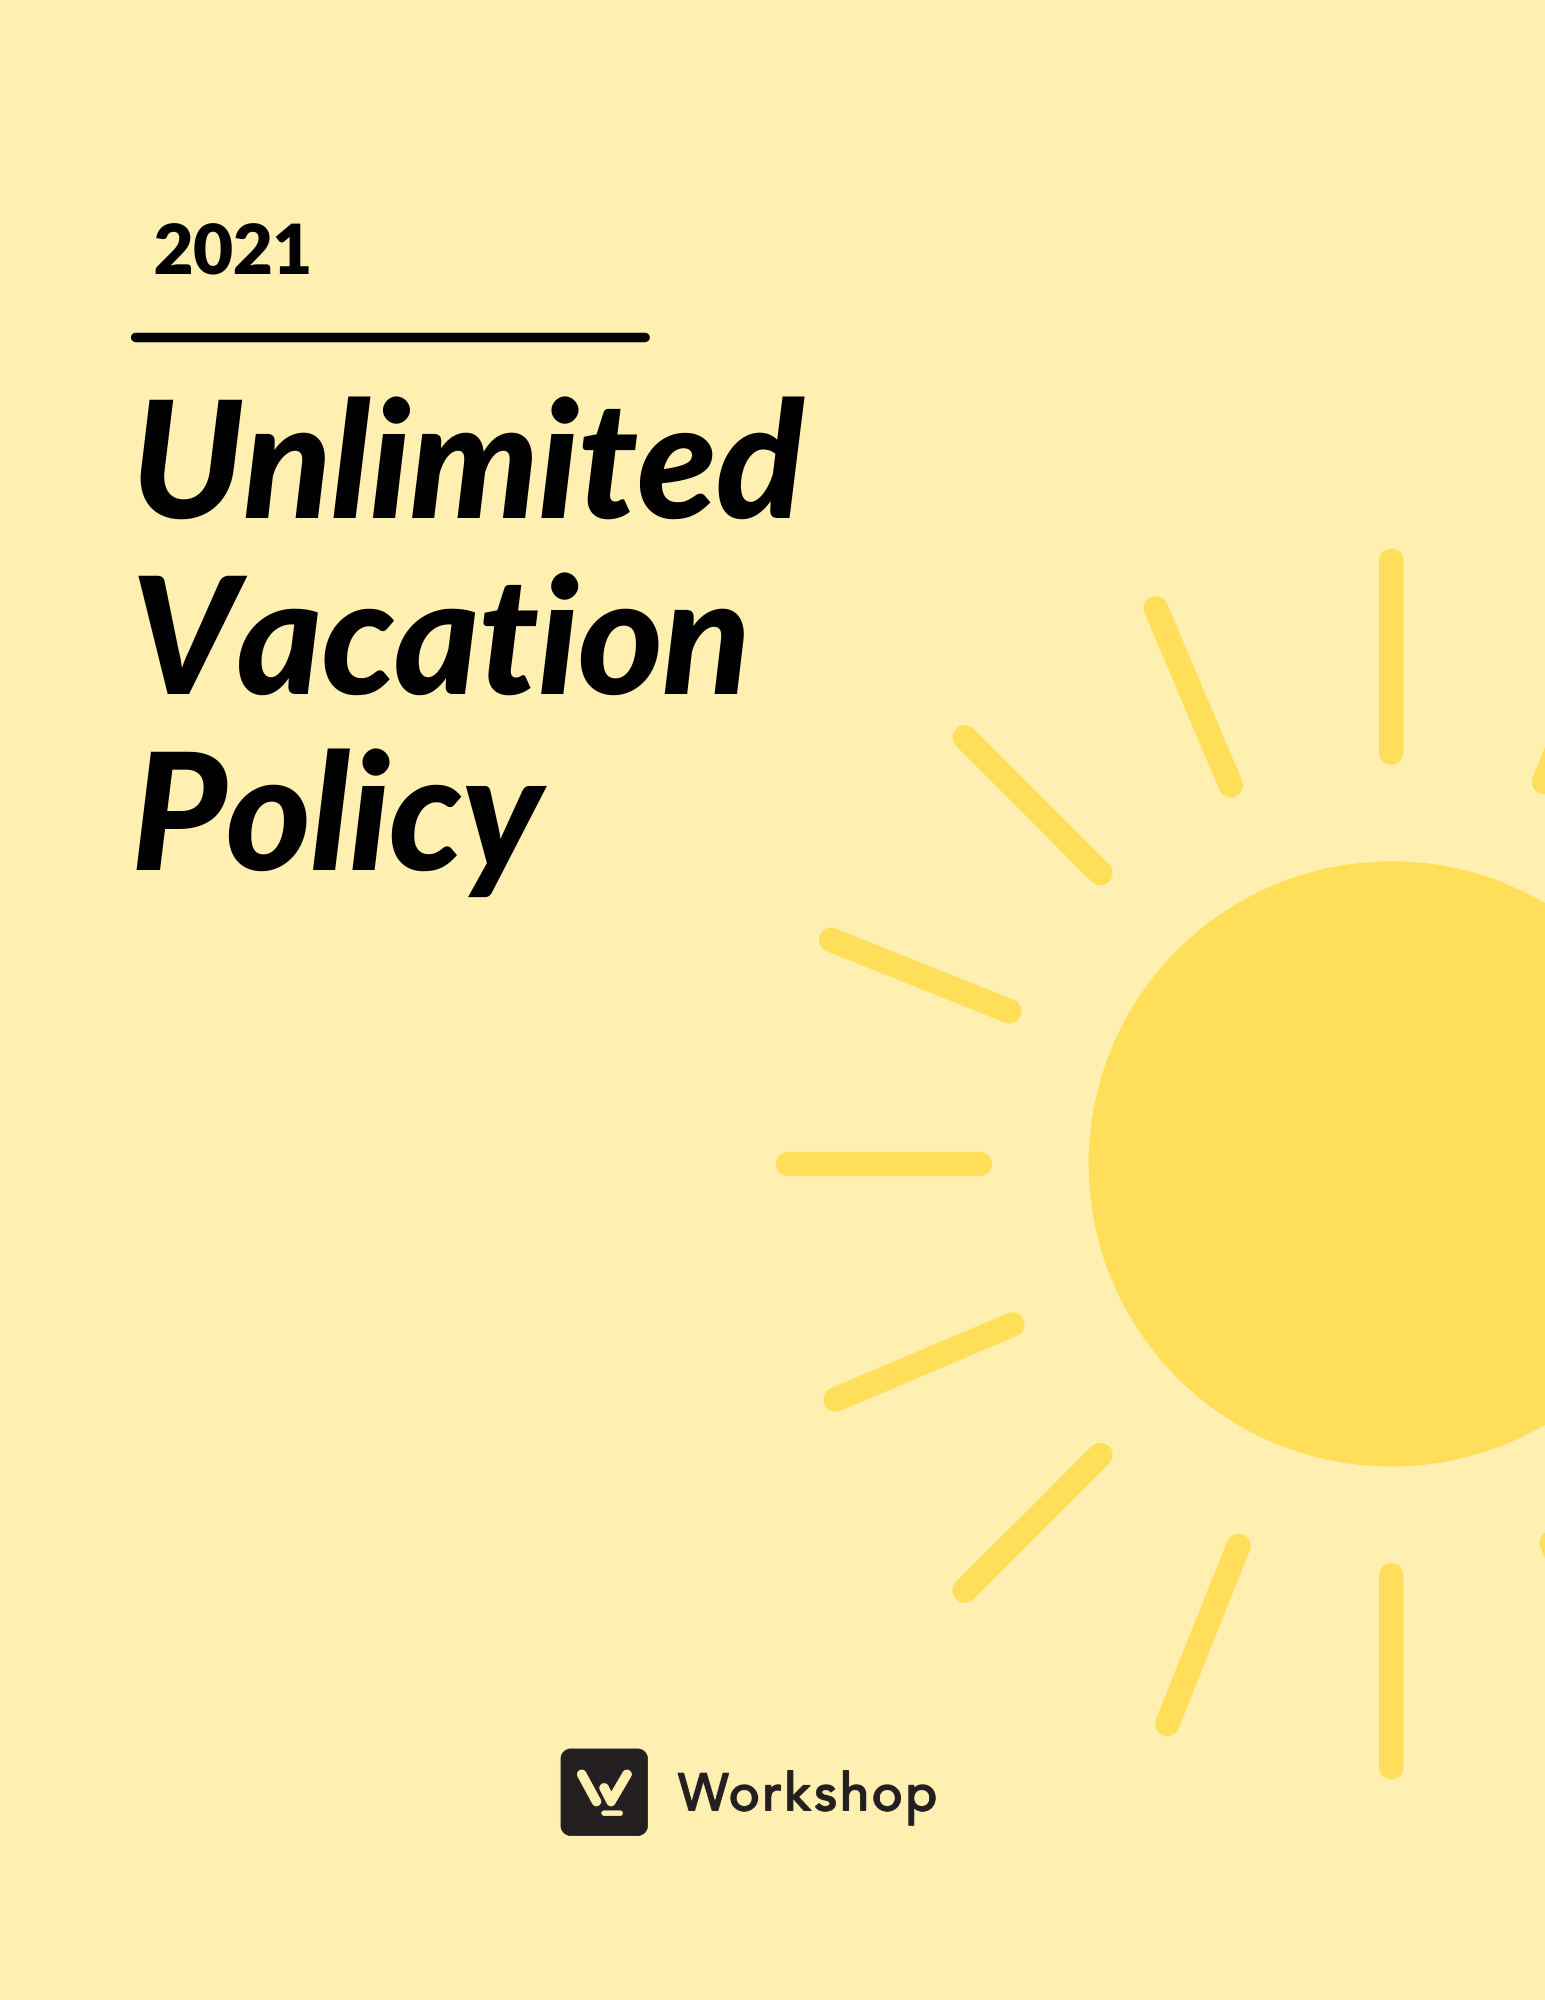 2021
Unlimited
Vacation
Policy
Workshop